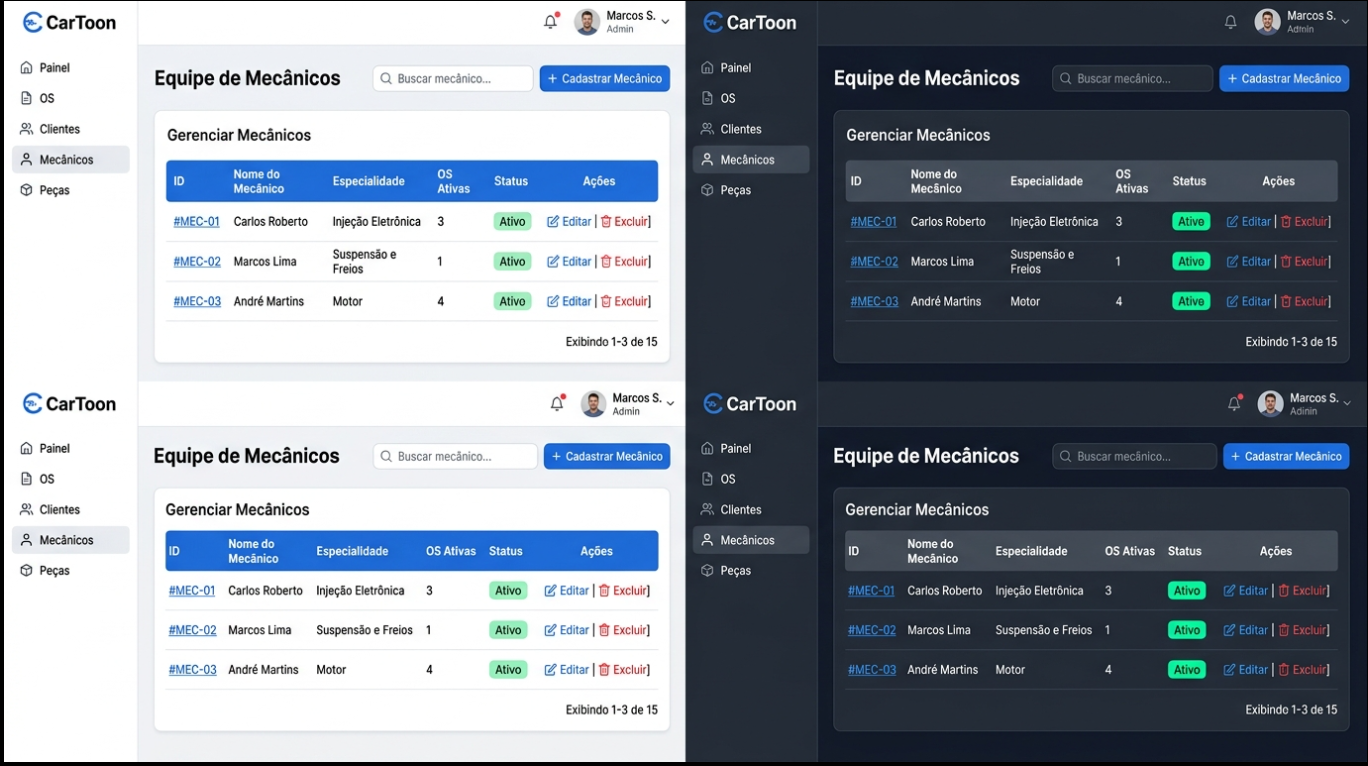 CarToon
Marcos S.
Admin
Painel
OS
Clientes
Mecânicos
Peças
Equipe de Mecânicos
Buscar mecânico...
+ Cadastrar Mecânico
Gerenciar Mecânicos
ID Nome do Mecânico Especialidade OS Ativas Status Ações
#MEC-01 Carlos Roberto Injeção Eletrônica 3 Ativo Editar | Excluir]
#MEC-02 Marcos Lima Suspensão e Freios 1 Ativo Editar | Excluir]
#MEC-03 André Martins Motor 4 Ativo Editar | Excluir]
Exibindo 1-3 de 15
CarToon
Marcos S.
Admin
Painel
OS
Clientes
Mecânicos
Peças
Equipe de Mecânicos
Buscar mecânico...
+ Cadastrar Mecânico
Gerenciar Mecânicos
ID Nome do Mecânico Especialidade OS Ativas Status Ações
#MEC-01 Carlos Roberto Injeção Eletrônica 3 Ativo Editar | Excluir]
#MEC-02 Marcos Lima Suspensão e Freios 1 Ativo Editar | Excluir]
#MEC-03 André Martins Motor 4 Ativo Editar | Excluir]
Exibindo 1-3 de 15
CarToon
Marcos S.
Admin
Painel
OS
Clientes
Mecânicos
Peças
Equipe de Mecânicos
Buscar mecânico...
+ Cadastrar Mecânico
Gerenciar Mecânicos
ID Nome do Mecânico Especialidade OS Ativas Status Ações
#MEC-01 Carlos Roberto Injeção Eletrônica 3 Ativo Editar | Excluir]
#MEC-02 Marcos Lima Suspensão e Freios 1 Ativo Editar | Excluir]
#MEC-03 André Martins Motor 4 Ativo Editar | Excluir]
Exibindo 1-3 de 15
CarToon
Marcos S.
Adinin
Painel
OS
Clientes
Mecânicos
Peças
Equipe de Mecânicos
Buscar mecânico...
+ Cadastrar Mecânico
Gerenciar Mecânicos
ID Nome do Mecânico Especialidade OS Ativas Status Ações
#MEC-01 Carlos Roberto Injeção Eletrônica 3 Ativo Editar | Excluir]
#MEC-02 Marcos Lima Suspensão e Freios 1 Ativo Editar | Excluir]
#MEC-03 André Martins Motor 4 Ativo Editar | Excluir]
Exibindo 1-3 de 15